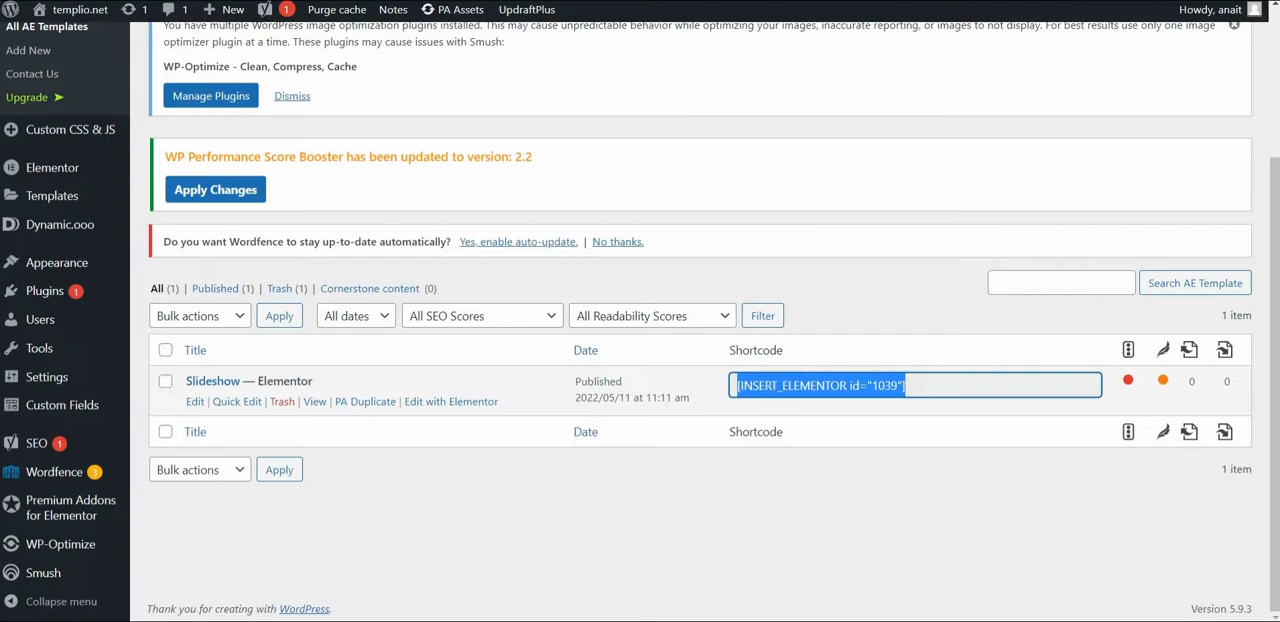 templio.net
1
1
New
1
Purge cache
Notes
PA Assets
UpdraftPlus
Howdy, anait
All AE Templates
Add New
Contact Us
Upgrade ➤
Custom CSS & JS
Elementor
Templates
Dynamic.ooo
Appearance
Plugins 1
Users
Tools
Settings
Custom Fields
SEO 1
Wordfence 3
Premium Addons
for Elementor
WP-Optimize
Smush
Collapse menu
You have multiple WordPress image optimization plugins installed. This may cause unpredictable behavior while optimizing your images, inaccurate reporting, or images to not display. For best results use only one image
optimizer plugin at a time. These plugins may cause issues with Smush:
WP-Optimize - Clean, Compress, Cache
Manage Plugins
Dismiss
WP Performance Score Booster has been updated to version: 2.2
Apply Changes
Do you want Wordfence to stay up-to-date automatically? Yes, enable auto-update. | No thanks.
All (1) | Published (1) | Trash (1) | Cornerstone content (0)
Search AE Template
Bulk actions
Apply
All dates
All SEO Scores
All Readability Scores
Filter
1 item
Title
Date
Shortcode
Slideshow — Elementor
Edit | Quick Edit | Trash | View | PA Duplicate | Edit with Elementor
Published
2022/05/11 at 11:11 am
[INSERT_ELEMENTOR id="1039"]
0
0
Title
Date
Shortcode
Bulk actions
Apply
1 item
Thank you for creating with WordPress.
Version 5.9.3